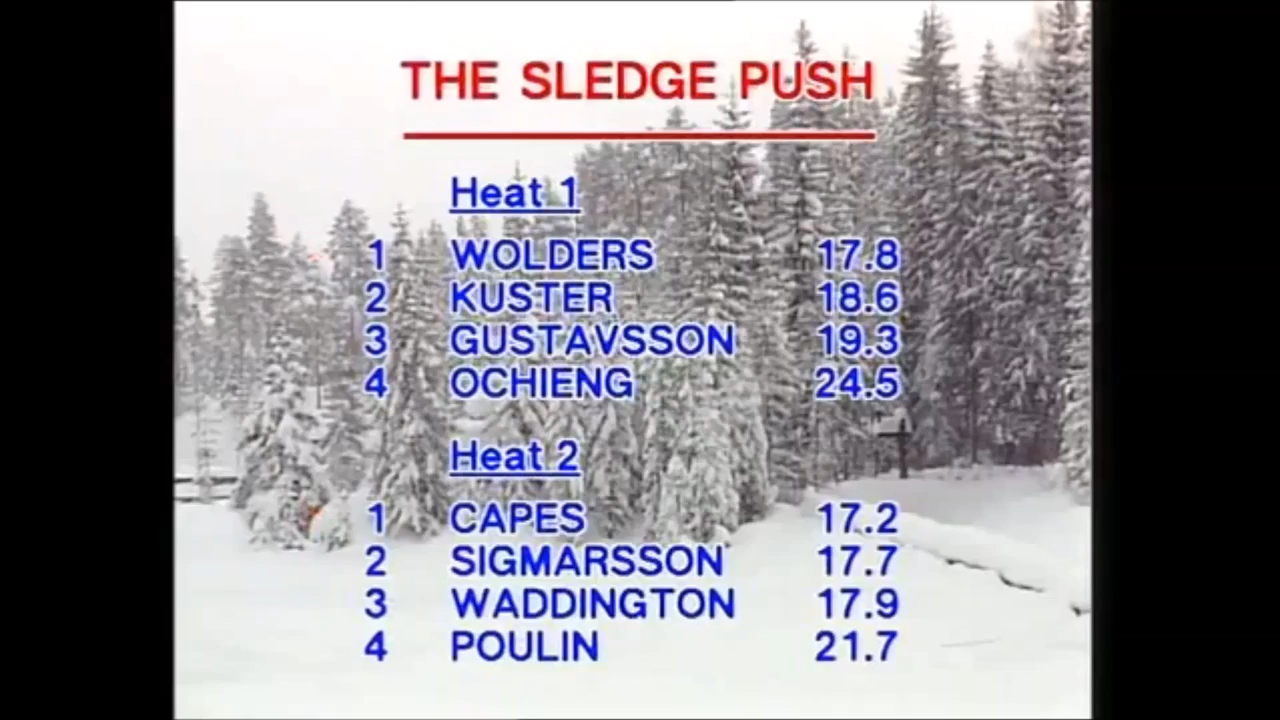 THE SLEDGE PUSH
Heat 1
1 WOLDERS 17.8
2 KUSTER 18.6
3 GUSTAVSSON 19.3
4 OCHIENG 24.5
Heat 2
1 CAPES 17.2
2 SIGMARSSON 17.7
3 WADDINGTON 17.9
4 POULIN 21.7